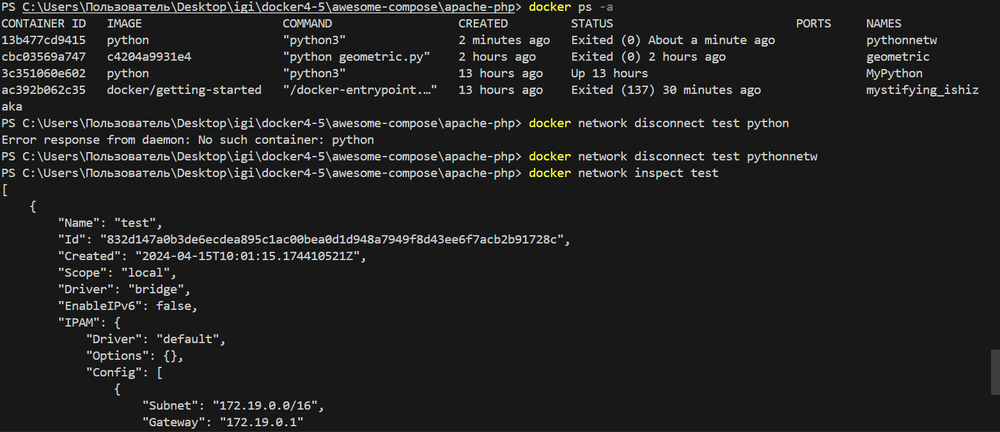 PS C:\Users\Пользователь\Desktop\igi\docker4-5\awesome-compose\apache-php> docker ps -a
CONTAINER ID   IMAGE                    COMMAND                  CREATED         STATUS                          PORTS     NAMES
13b477cd9415   python                   "python3"                2 minutes ago   Exited (0) About a minute ago             pythonnetw
cbc03569a747   c4204a9931e4             "python geometric.py"    2 hours ago     Exited (0) 2 hours ago                    geometric
3c351060e602   python                   "python3"                13 hours ago    Up 13 hours                               MyPython
ac392b062c35   docker/getting-started   "/docker-entrypoint.…"   13 hours ago    Exited (137) 30 minutes ago               mystifying_ishiz
aka
PS C:\Users\Пользователь\Desktop\igi\docker4-5\awesome-compose\apache-php> docker network disconnect test python
Error response from daemon: No such container: python
PS C:\Users\Пользователь\Desktop\igi\docker4-5\awesome-compose\apache-php> docker network disconnect test pythonnetw
PS C:\Users\Пользователь\Desktop\igi\docker4-5\awesome-compose\apache-php> docker network inspect test
[
    {
        "Name": "test",
        "Id": "832d147a0b3de6ecdea895c1ac00bea0d1d948a7949f8d43ee6f7acb2b91728c",
        "Created": "2024-04-15T10:01:15.174410521Z",
        "Scope": "local",
        "Driver": "bridge",
        "EnableIPv6": false,
        "IPAM": {
            "Driver": "default",
            "Options": {},
            "Config": [
                {
                    "Subnet": "172.19.0.0/16",
                    "Gateway": "172.19.0.1"